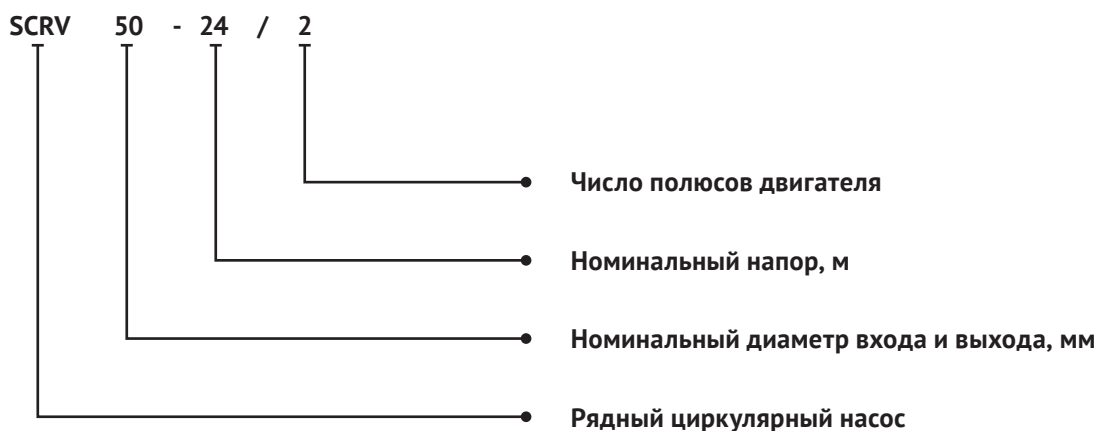 SCRV 50 - 24 / 2
Число полюсов двигателя
Номинальный напор, м
Номинальный диаметр входа и выхода, мм
Рядный циркулярный насос